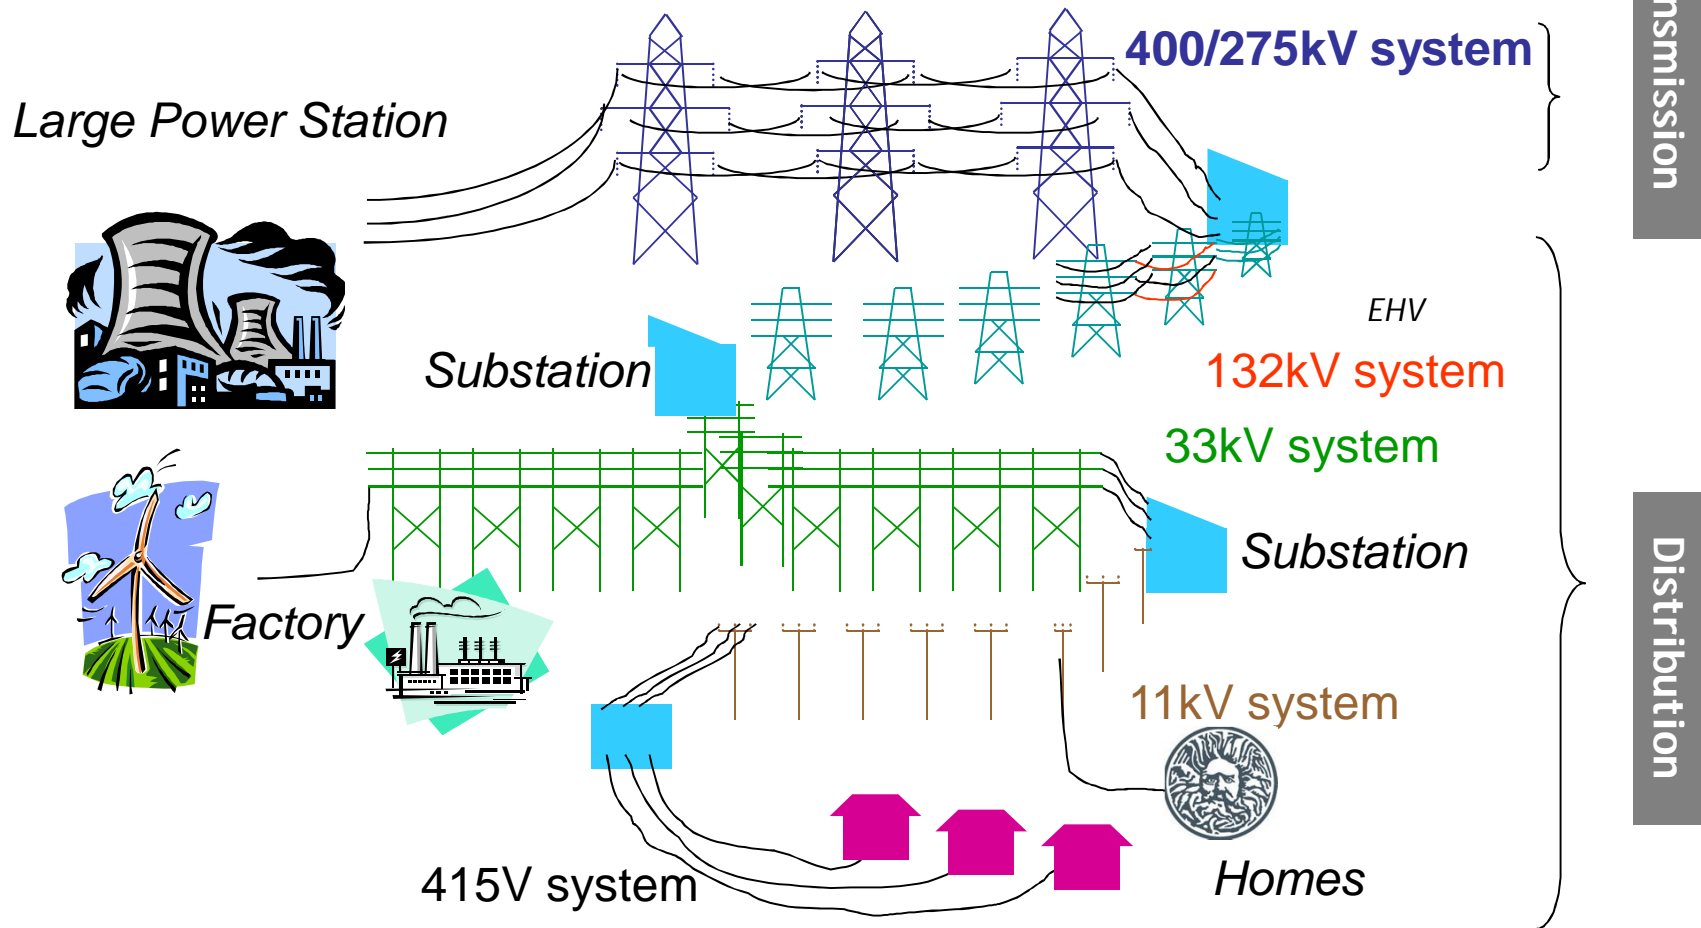 400/275kV system
Large Power Station
nsmission
EHV
Substation
132kV system
33kV system
Substation
Factory
Distribution
11kV system
415V system
Homes